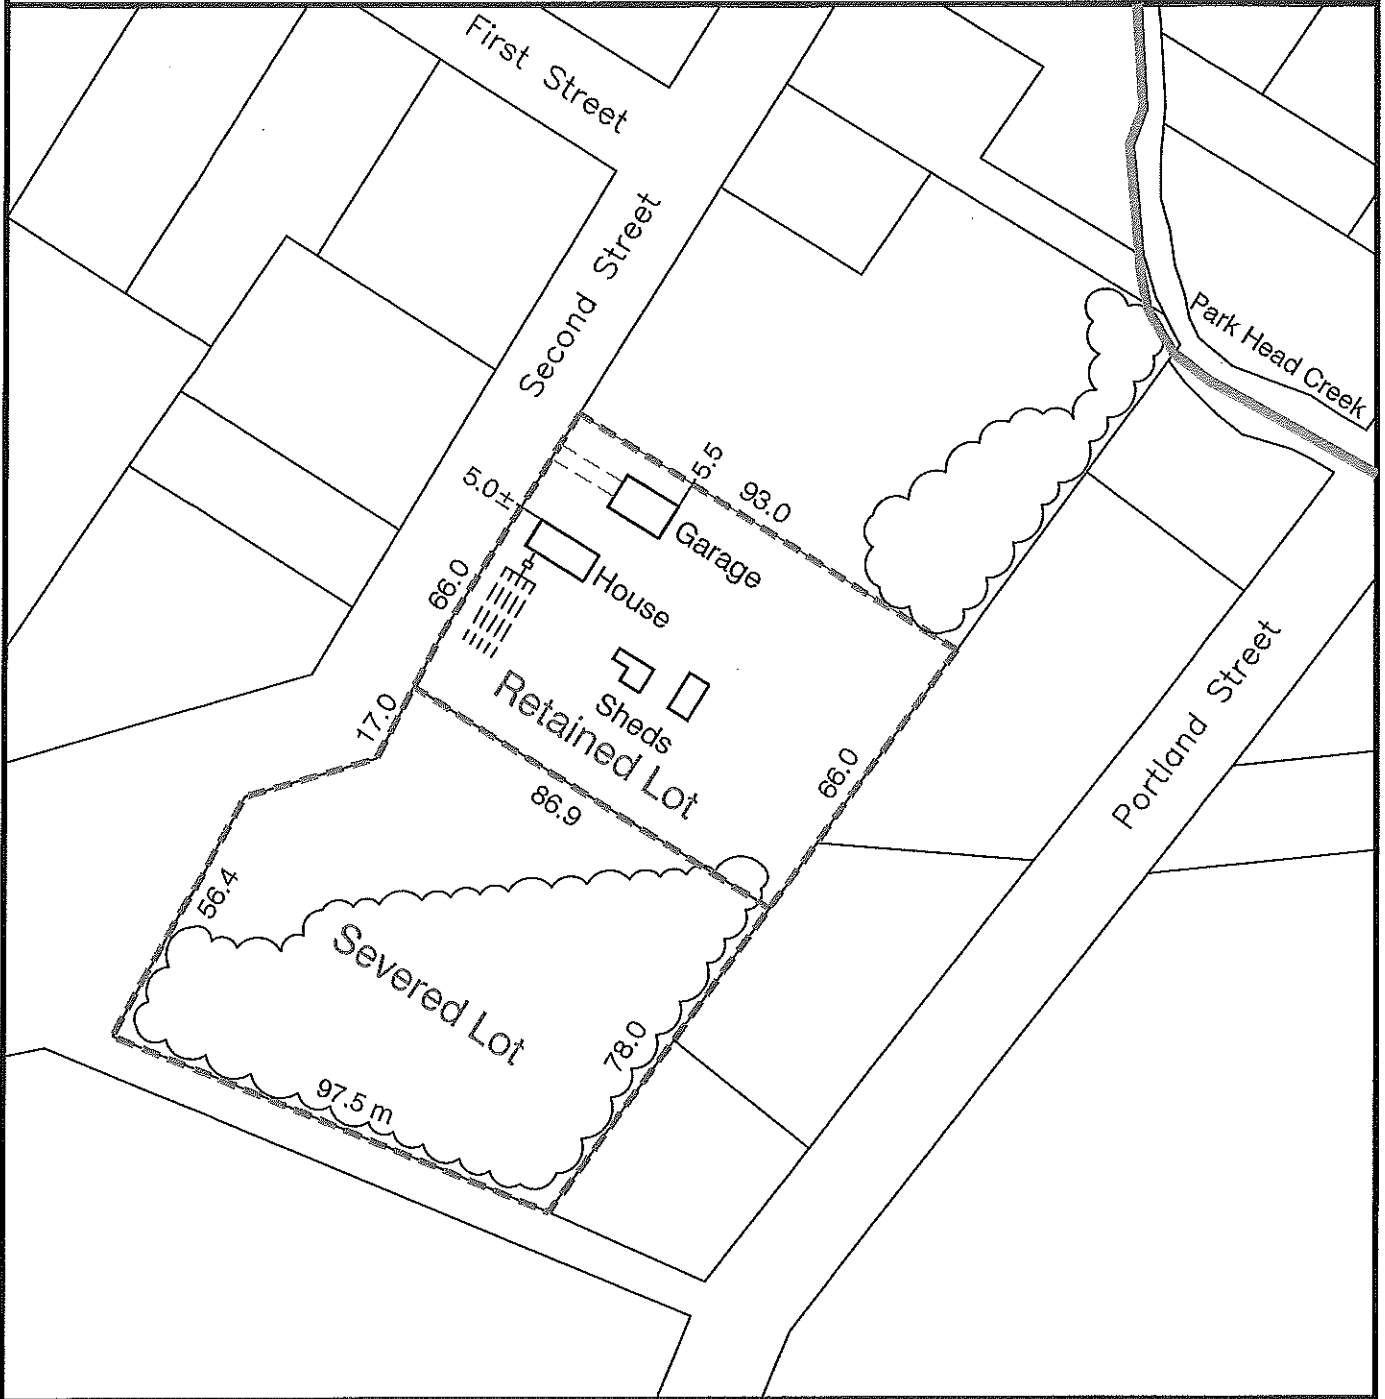 First Street
Second Street
Park Head Creek
5.5
93.0
5.0±
Garage
66.0
House
Retained Lot
Sheds
17.0
86.9
66.0
Portland Street
56.4
Severed Lot
78.0
97.5 m